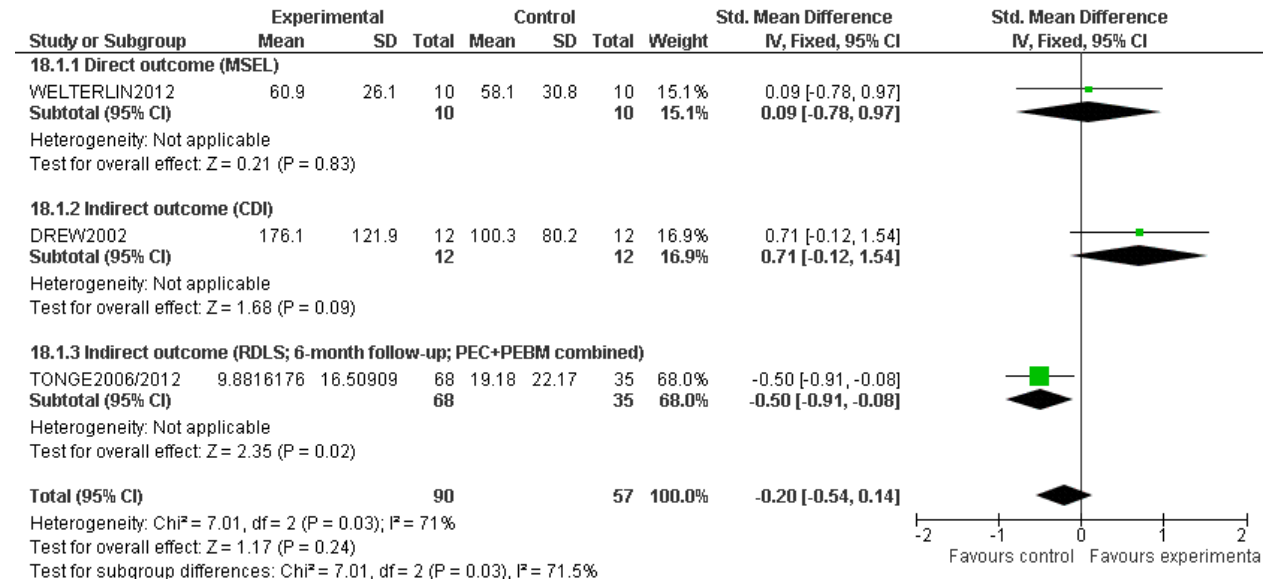 Experimental Control Std. Mean Difference Std. Mean Difference
Study or Subgroup Mean SD Total Mean SD Total Weight IV, Fixed, 95% CI IV, Fixed, 95% CI
18.1.1 Direct outcome (MSEL)
WELTERLIN2012 60.9 26.1 10 58.1 30.8 10 15.1% 0.09 [-0.78, 0.97]
Subtotal (95% CI) 10 10 15.1% 0.09 [-0.78, 0.97]
Heterogeneity: Not applicable
Test for overall effect: Z = 0.21 (P = 0.83)
18.1.2 Indirect outcome (CDI)
DREW2002 176.1 121.9 12 100.3 80.2 12 16.9% 0.71 [-0.12, 1.54]
Subtotal (95% CI) 12 12 16.9% 0.71 [-0.12, 1.54]
Heterogeneity: Not applicable
Test for overall effect: Z = 1.68 (P = 0.09)
18.1.3 Indirect outcome (RDLS; 6-month follow-up; PEC+PEBM combined)
TONGE2006/2012 9.8816176 16.50909 68 19.18 22.17 35 68.0% -0.50 [-0.91, -0.08]
Subtotal (95% CI) 68 35 68.0% -0.50 [-0.91, -0.08]
Heterogeneity: Not applicable
Test for overall effect: Z = 2.35 (P = 0.02)
Total (95% CI) 90 57 100.0% -0.20 [-0.54, 0.14]
Heterogeneity: Chi² = 7.01, df = 2 (P = 0.03); I² = 71%
Test for overall effect: Z = 1.17 (P = 0.24)
Test for subgroup differences: Chi² = 7.01, df = 2 (P = 0.03), I² = 71.5%
-2 -1 0 1 2
Favours control Favours experimenta